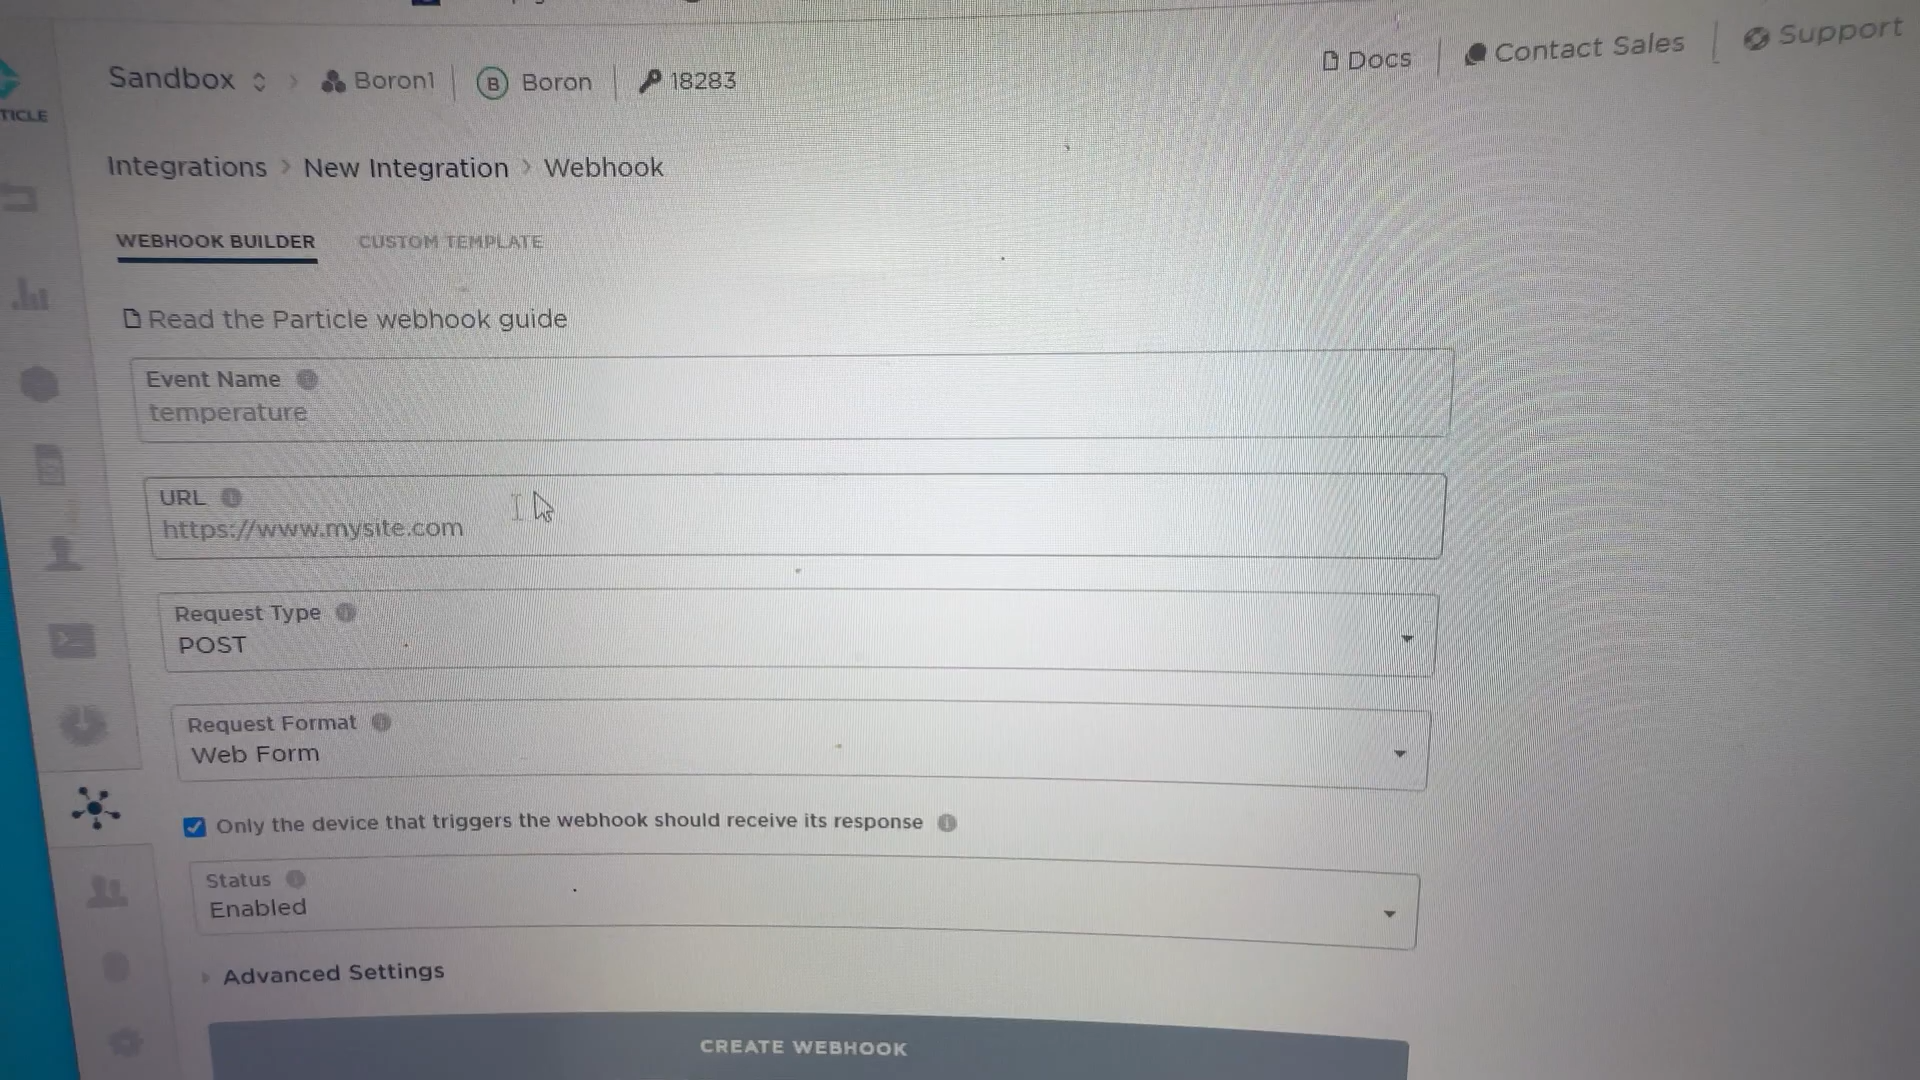 Sandbox Boron1 B Boron 18283
Docs Contact Sales Support
TICLE
Integrations > New Integration > Webhook
WEBHOOK BUILDER CUSTOM TEMPLATE
Read the Particle webhook guide
Event Name
temperature
URL
https://www.mysite.com
Request Type
POST
Request Format
Web Form
Only the device that triggers the webhook should receive its response
Status
Enabled
Advanced Settings
CREATE WEBHOOK